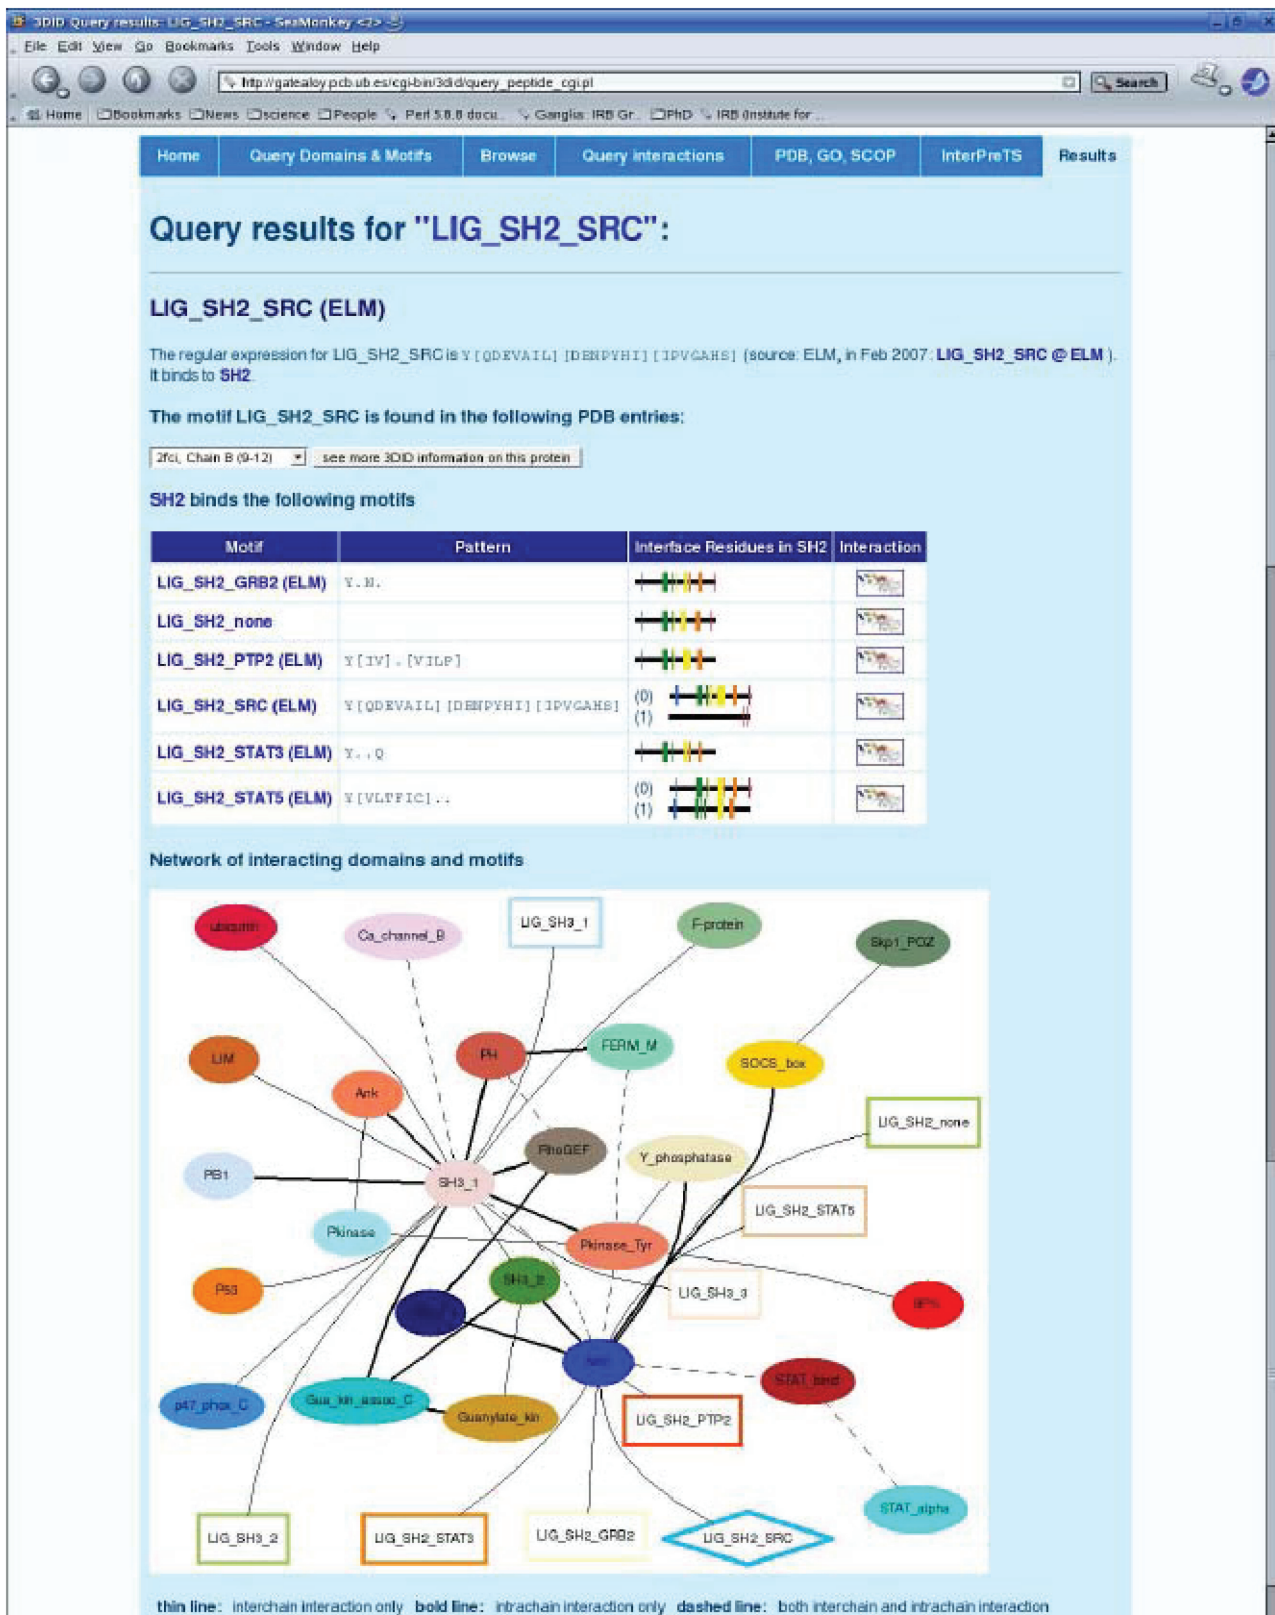 3DID Query results: LIG_SH2_SRC - SeaMonkey <2>
File Edit View Go Bookmarks Tools Window Help
http://gatealoy.pcb.ub.es/cgi-bin/3did/query_peptide_cgi.pl Search
Home Bookmarks News science People Perl 5.8.8 docu... Ganglia: IRB Gr... PhD IRB (Institute for ...
Home Query Domains & Motifs Browse Query interactions PDB, GO, SCOP InterPreTS Results
Query results for "LIG_SH2_SRC":
LIG_SH2_SRC (ELM)
The regular expression for LIG_SH2_SRC is Y[QDEVAIL][DENPYHI][IPVGAHS] (source: ELM, in Feb 2007: LIG_SH2_SRC @ ELM ).
It binds to SH2.
The motif LIG_SH2_SRC is found in the following PDB entries:
2fci, Chain B (9-12) see more 3DID information on this protein
SH2 binds the following motifs
Motif Pattern Interface Residues in SH2 Interaction
LIG_SH2_GRB2 (ELM) Y.N.
LIG_SH2_none
LIG_SH2_PTP2 (ELM) Y[IV].[VILP]
LIG_SH2_SRC (ELM) Y[QDEVAIL][DENPYHI][IPVGAHS] (0)
(1)
LIG_SH2_STAT3 (ELM) Y..Q
LIG_SH2_STAT5 (ELM) Y[VLTFIC].. (0)
(1)
Network of interacting domains and motifs
ubiquitin
Ca_channel_B
LIG_SH3_1
F-protein
Skp1_POZ
LIM
PH
FERM_M
SOCS_box
Ank
LIG_SH2_none
PB1
SH3_1
RhoGEF
Y_phosphatase
LIG_SH2_STAT5
Pkinase
Pkinase_Tyr
P53
SH3_2
LIG_SH3_3
SH2
STAT_bind
p47_phox_C
Gua_kin_assoc_C
Guanylate_kin
LIG_SH2_PTP2
STAT_alpha
LIG_SH3_2
LIG_SH2_STAT3
LIG_SH2_GRB2
LIG_SH2_SRC
thin line: interchain interaction only bold line: intrachain interaction only dashed line: both interchain and intrachain interaction